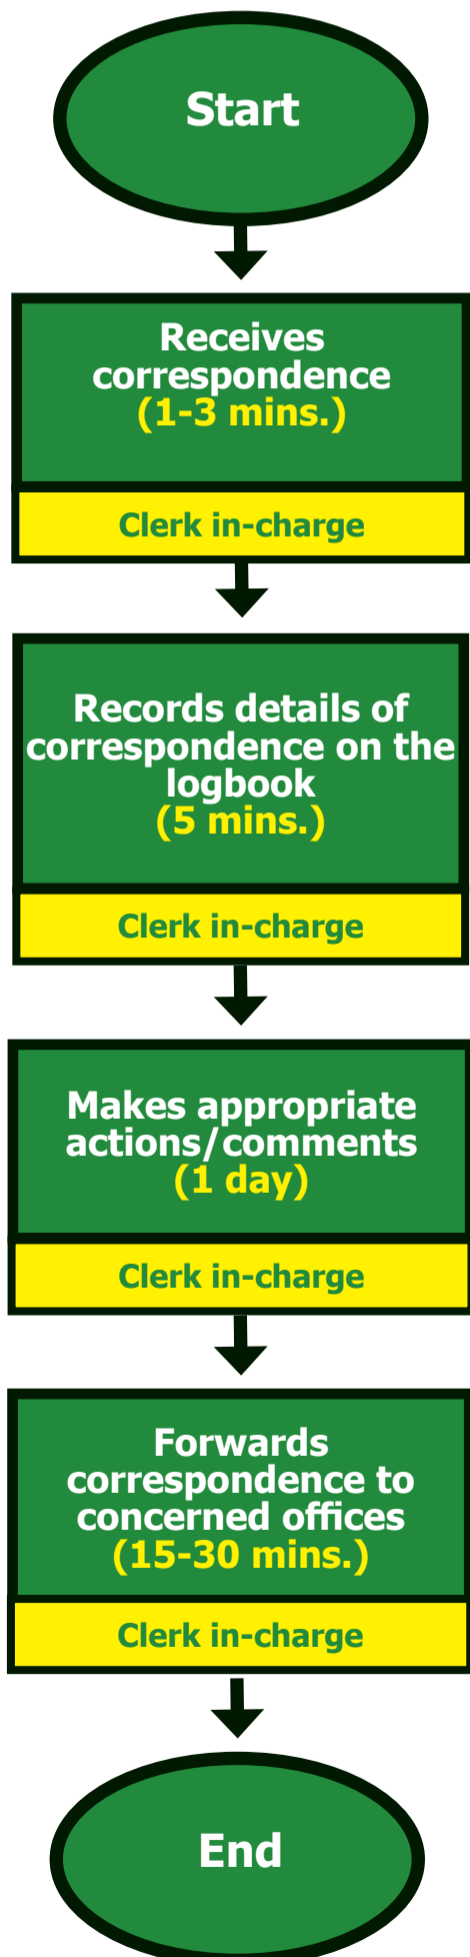 Start
Receives
correspondence
(1-3 mins.)
Clerk in-charge
Records details of
correspondence on the
logbook
(5 mins.)
Clerk in-charge
Makes appropriate
actions/comments
(1 day)
Clerk in-charge
Forwards
correspondence to
concerned offices
(15-30 mins.)
Clerk in-charge
End